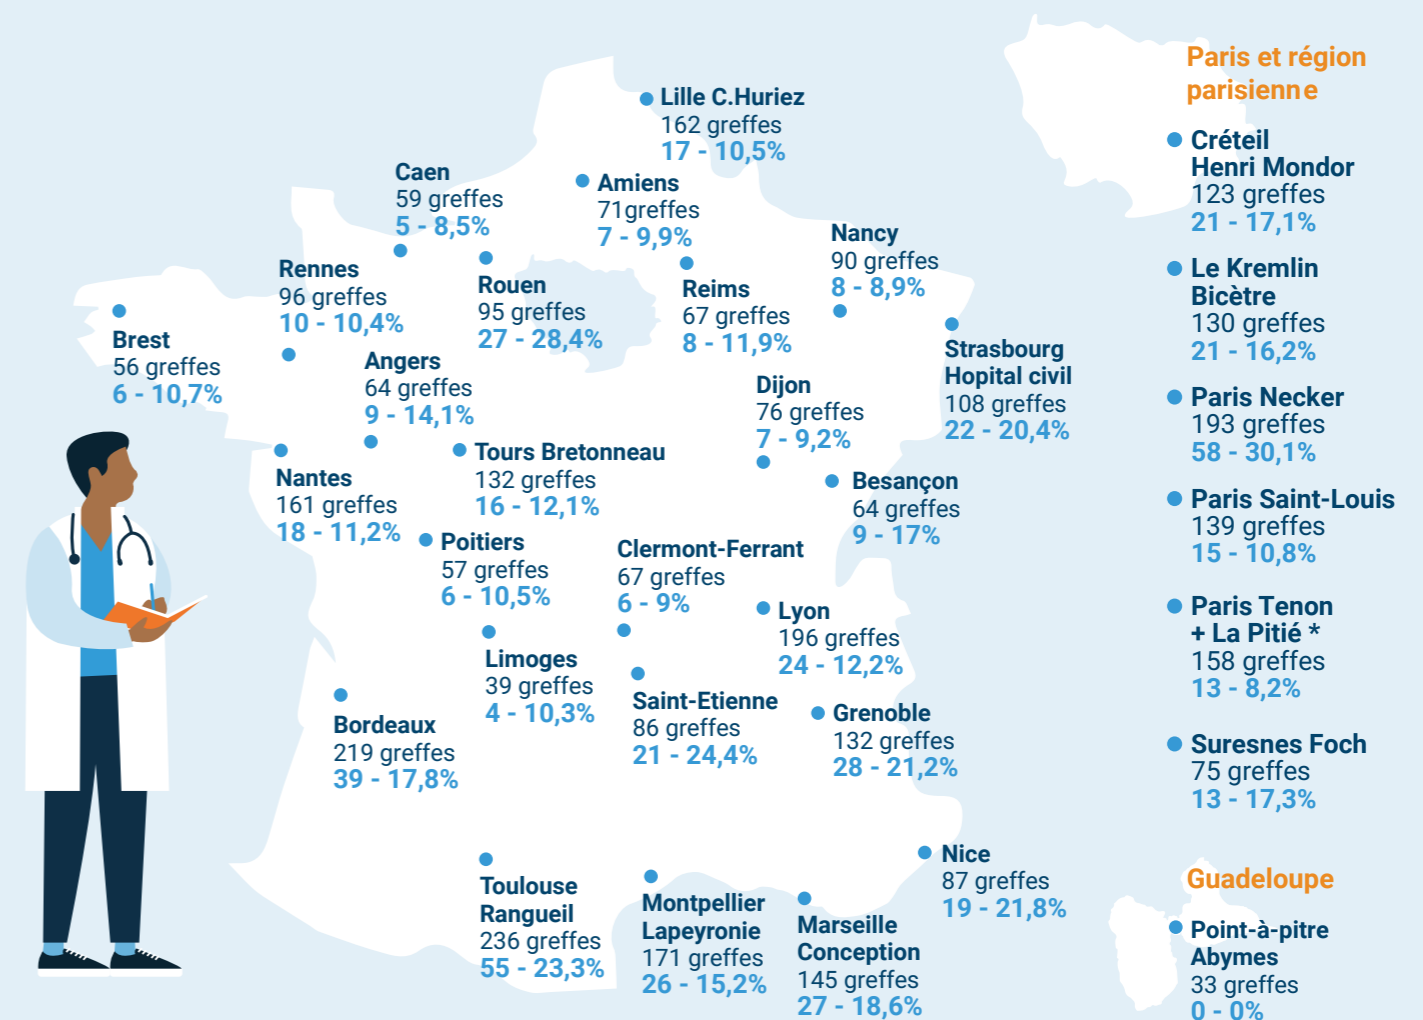 Lille C.Huriez
162 greffes
17 - 10,5%
Caen
59 greffes
5 - 8,5%
Amiens
71greffes
7 - 9,9%
Nancy
90 greffes
8 - 8,9%
Rennes
96 greffes
10 - 10,4%
Rouen
95 greffes
27 - 28,4%
Reims
67 greffes
8 - 11,9%
Brest
56 greffes
6 - 10,7%
Strasbourg
Hopital civil
108 greffes
22 - 20,4%
Angers
64 greffes
9 - 14,1%
Dijon
76 greffes
7 - 9,2%
Nantes
161 greffes
18 - 11,2%
Tours Bretonneau
132 greffes
16 - 12,1%
Besançon
64 greffes
9 - 17%
Poitiers
57 greffes
6 - 10,5%
Clermont-Ferrant
67 greffes
6 - 9%
Lyon
196 greffes
24 - 12,2%
Limoges
39 greffes
4 - 10,3%
Saint-Etienne
86 greffes
21 - 24,4%
Grenoble
132 greffes
28 - 21,2%
Bordeaux
219 greffes
39 - 17,8%
Toulouse
Rangueil
236 greffes
55 - 23,3%
Montpellier
Lapeyronie
171 greffes
26 - 15,2%
Marseille
Conception
145 greffes
27 - 18,6%
Nice
87 greffes
19 - 21,8%
Paris et région
parisienne
Créteil
Henri Mondor
123 greffes
21 - 17,1%
Le Kremlin
Bicètre
130 greffes
21 - 16,2%
Paris Necker
193 greffes
58 - 30,1%
Paris Saint-Louis
139 greffes
15 - 10,8%
Paris Tenon
+ La Pitié *
158 greffes
13 - 8,2%
Suresnes Foch
75 greffes
13 - 17,3%
Guadeloupe
Point-à-pitre
Abymes
33 greffes
0 - 0%